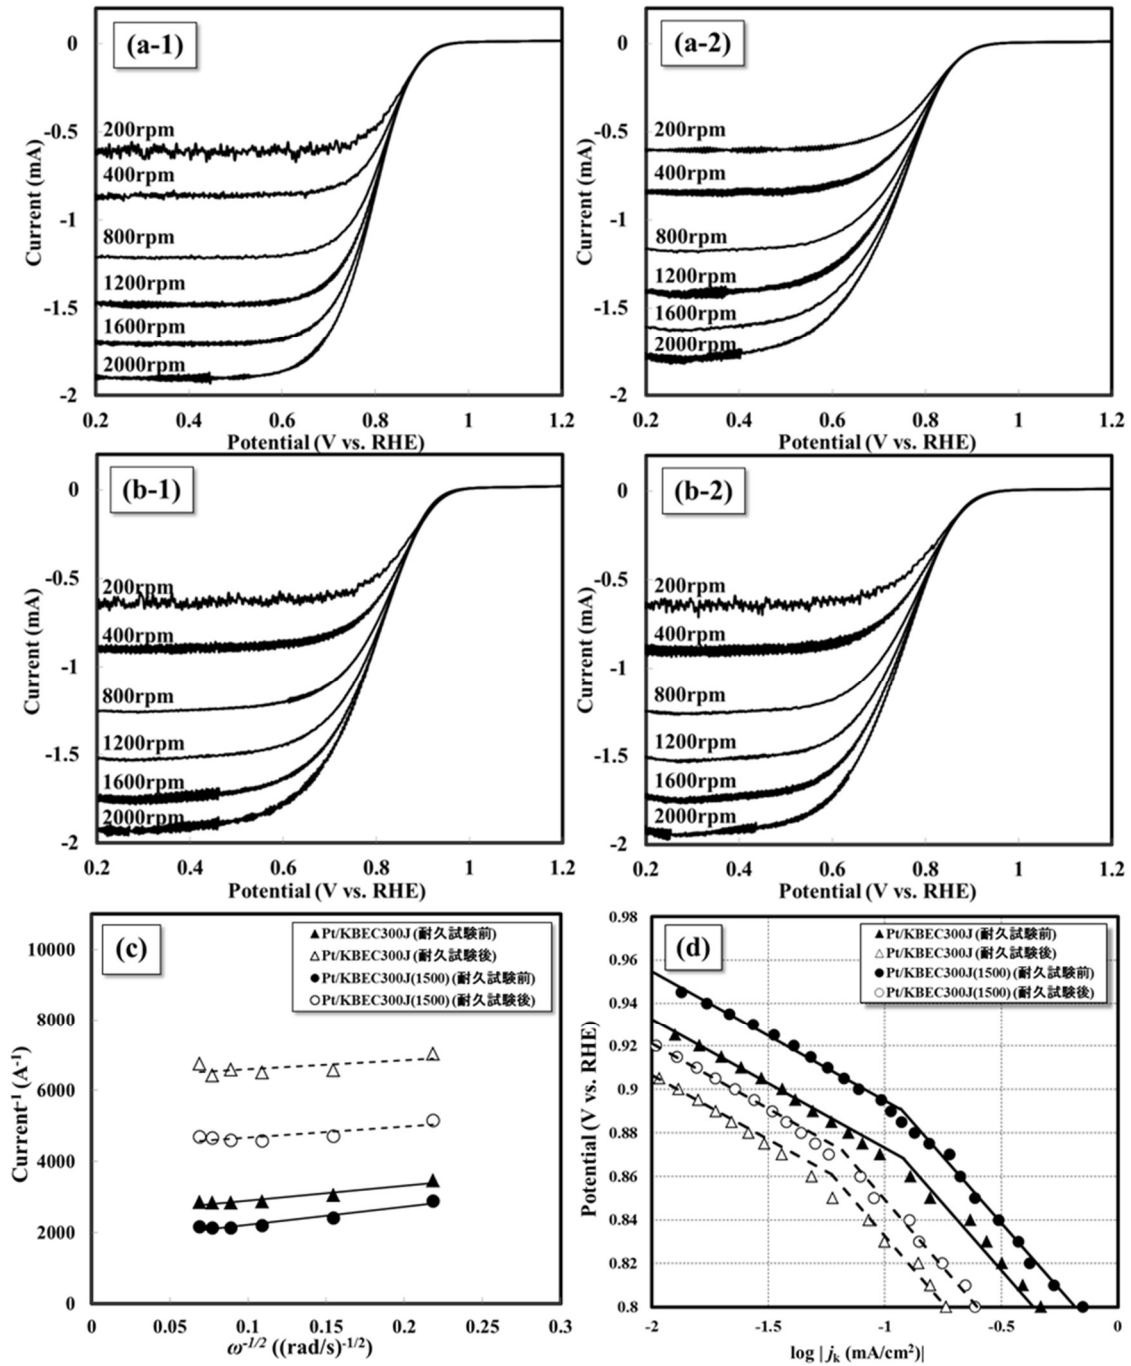 (a-1)
0
-0.5
-1
-1.5
-2
Current (mA)
200rpm
400rpm
800rpm
1200rpm
1600rpm
2000rpm
0.2 0.4 0.6 0.8 1 1.2
Potential (V vs. RHE)
(a-2)
0
-0.5
-1
-1.5
-2
Current (mA)
200rpm
400rpm
800rpm
1200rpm
1600rpm
2000rpm
0.2 0.4 0.6 0.8 1 1.2
Potential (V vs. RHE)
(b-1)
0
-0.5
-1
-1.5
-2
Current (mA)
200rpm
400rpm
800rpm
1200rpm
1600rpm
2000rpm
0.2 0.4 0.6 0.8 1 1.2
Potential (V vs. RHE)
(b-2)
0
-0.5
-1
-1.5
-2
Current (mA)
200rpm
400rpm
800rpm
1200rpm
1600rpm
2000rpm
0.2 0.4 0.6 0.8 1 1.2
Potential (V vs. RHE)
(c)
▲Pt/KBEC300J (耐久試験前)
△Pt/KBEC300J (耐久試験後)
●Pt/KBEC300J(1500) (耐久試験前)
○Pt/KBEC300J(1500) (耐久試験後)
10000
8000
6000
4000
2000
0
Current⁻¹ (A⁻¹)
0 0.05 0.1 0.15 0.2 0.25 0.3
ω^-1/2 ((rad/s)^-1/2)
(d)
▲Pt/KBEC300J (耐久試験前)
△Pt/KBEC300J (耐久試験後)
●Pt/KBEC300J(1500) (耐久試験前)
○Pt/KBEC300J(1500) (耐久試験後)
0.98
0.96
0.94
0.92
0.9
0.88
0.86
0.84
0.82
0.8
Potential (V vs. RHE)
-2 -1.5 -1 -0.5 0
log | jk (mA/cm²)|